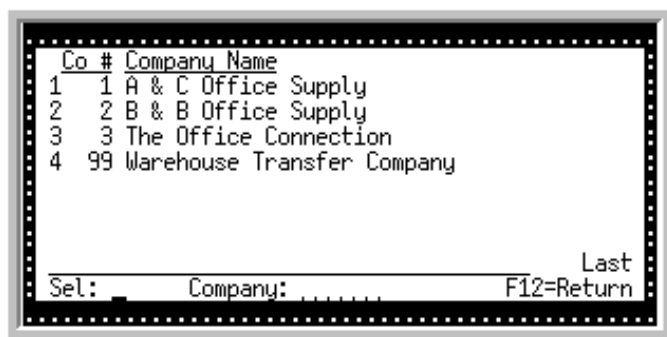 Co # Company Name
1 1 A & C Office Supply
2 2 B & B Office Supply
3 3 The Office Connection
4 99 Warehouse Transfer Company
Last
Sel: _ Company: ....... F12=Return